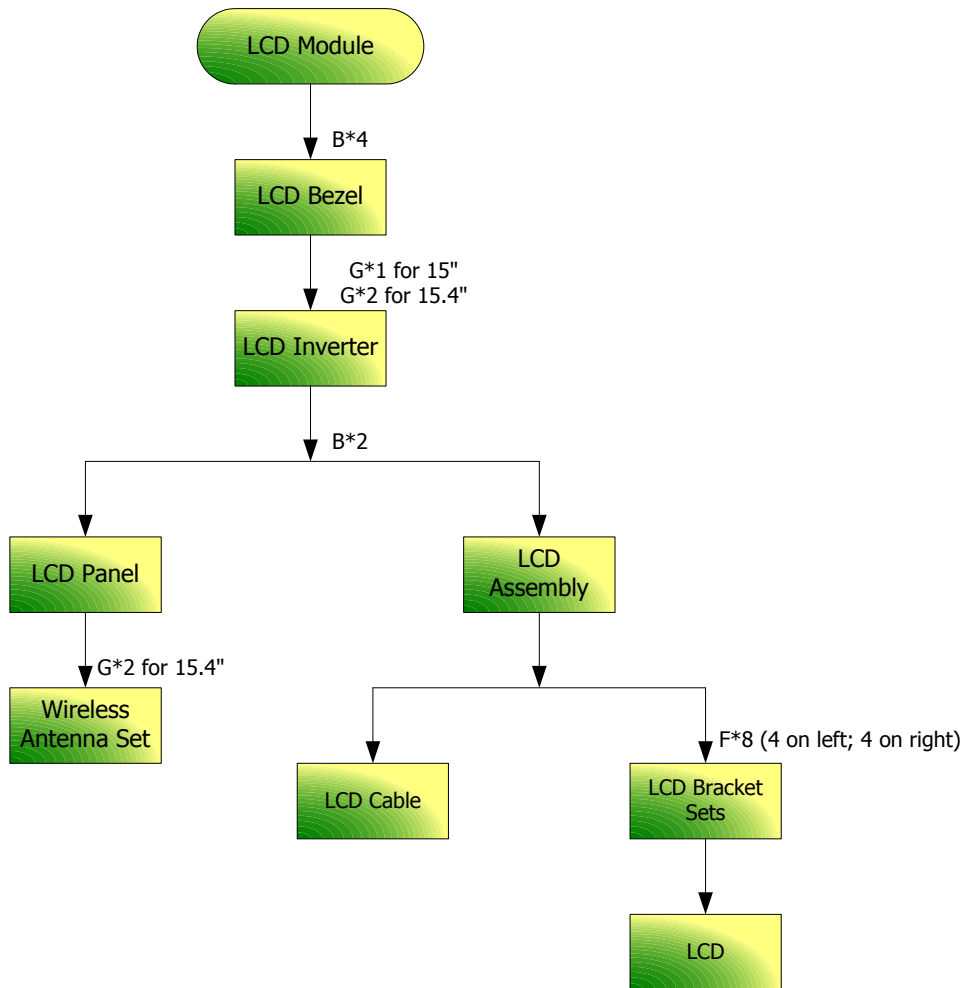 LCD Module
B*4
LCD Bezel
G*1 for 15"
G*2 for 15.4"
LCD Inverter
B*2
LCD Panel
LCD
Assembly
G*2 for 15.4"
Wireless
Antenna Set
F*8 (4 on left; 4 on right)
LCD Cable
LCD Bracket
Sets
LCD